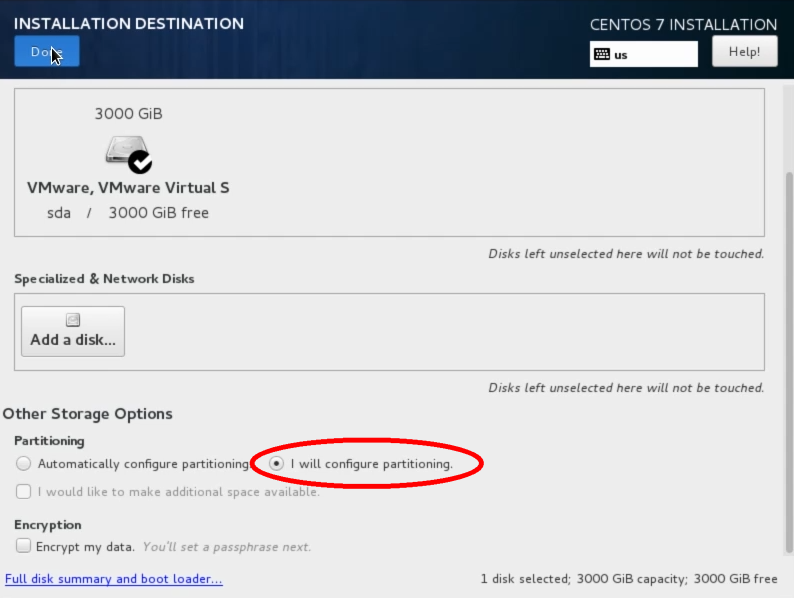 INSTALLATION DESTINATION
CENTOS 7 INSTALLATION
Done
us
Help!
3000 GiB
VMware, VMware Virtual S
sda / 3000 GiB free
Disks left unselected here will not be touched.
Specialized & Network Disks
Add a disk...
Disks left unselected here will not be touched.
Other Storage Options
Partitioning
Automatically configure partitioning
I will configure partitioning.
I would like to make additional space available.
Encryption
Encrypt my data. You'll set a passphrase next.
Full disk summary and boot loader...
1 disk selected; 3000 GiB capacity; 3000 GiB free